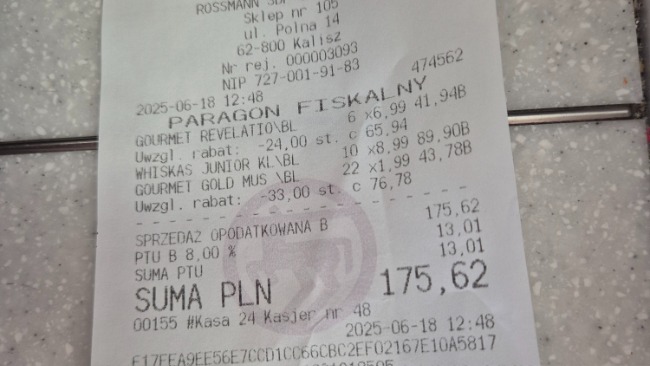 ROSSMANN
Sklep nr 105
ul. Polna 14
62-800 Kalisz
Nr rej. 000003093
NIP 727-001-91-83
2025-06-18 12:48 474562
PARAGON FISKALNY
GOURMET REVELATIO\BL 6 x6,99 41,94B
Uwzgl. rabat: -24,00 st. c 65,94
WHISKAS JUNIOR KL\BL 10 x8,99 89,90B
GOURMET GOLD MUS \BL 22 x1,99 43,78B
Uwzgl. rabat: -33,00 st. c 76,78
SPRZEDAŻ OPODATKOWANA B 175,62
PTU B 8,00 % 13,01
SUMA PTU 13,01
SUMA PLN 175,62
00155 #Kasa 24 Kasjer nr 48
2025-06-18 12:48
E17FEA9EE56E7CCD1CC66CBC2EF02167E10A5817